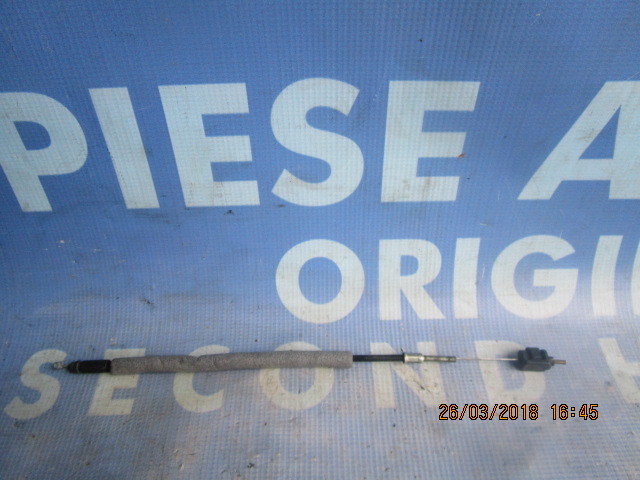 PIESE A
ORIGI
SECOND H
26/03/2018 16:45